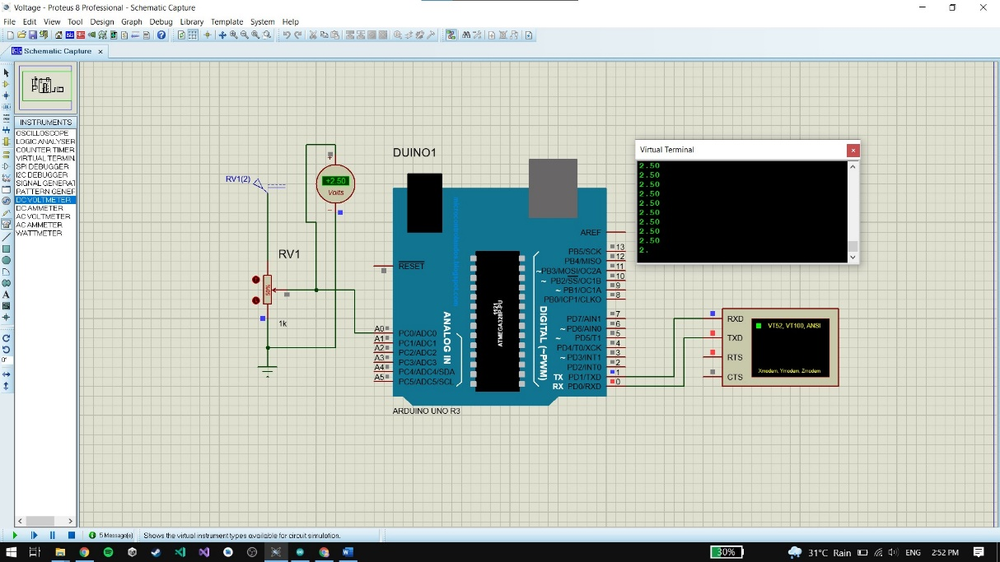 Voltage - Proteus 8 Professional - Schematic Capture
File Edit View Tool Design Graph Debug Library Template System Help
Schematic Capture
INSTRUMENTS
OSCILLOSCOPE
LOGIC ANALYSER
COUNTER TIMER
VIRTUAL TERMIN
SPI DEBUGGER
I2C DEBUGGER
SIGNAL GENERAT
PATTERN GENER
DC VOLTMETER
DC AMMETER
AC VOLTMETER
AC AMMETER
WATTMETER
0°
RV1(2)
+2.50
Volts
RV1
50%
1k
DUINO1
AREF
RESET
PB5/SCK 13
PB4/MISO 12
~PB3/MOSI/OC2A 11
~ PB2/SS/OC1B 10
~ PB1/OC1A 9
PB0/ICP1/CLKO 8
PD7/AIN1 7
~ PD6/AIN0 6
~ PD5/T1 5
PD4/T0/XCK 4
~ PD3/INT1 3
PD2/INT0 2
TX PD1/TXD 1
RX PD0/RXD 0
A0 PC0/ADC0
A1 PC1/ADC1
A2 PC2/ADC2
A3 PC3/ADC3
A4 PC4/ADC4/SDA
A5 PC5/ADC5/SCL
ANALOG IN
ATMEGA328P-PU
1121
DIGITAL (~PWM)
ARDUINO UNO R3
Virtual Terminal
2.50
2.50
2.50
2.50
2.50
2.50
2.50
2.50
2.50
2.
RXD
TXD
RTS
CTS
VT52, VT100, ANSI
Xmodem, Ymodem, Zmodem
5 Message(s) Shows the virtual instrument types available for circuit simulation.
30% 31°C Rain ENG 2:52 PM